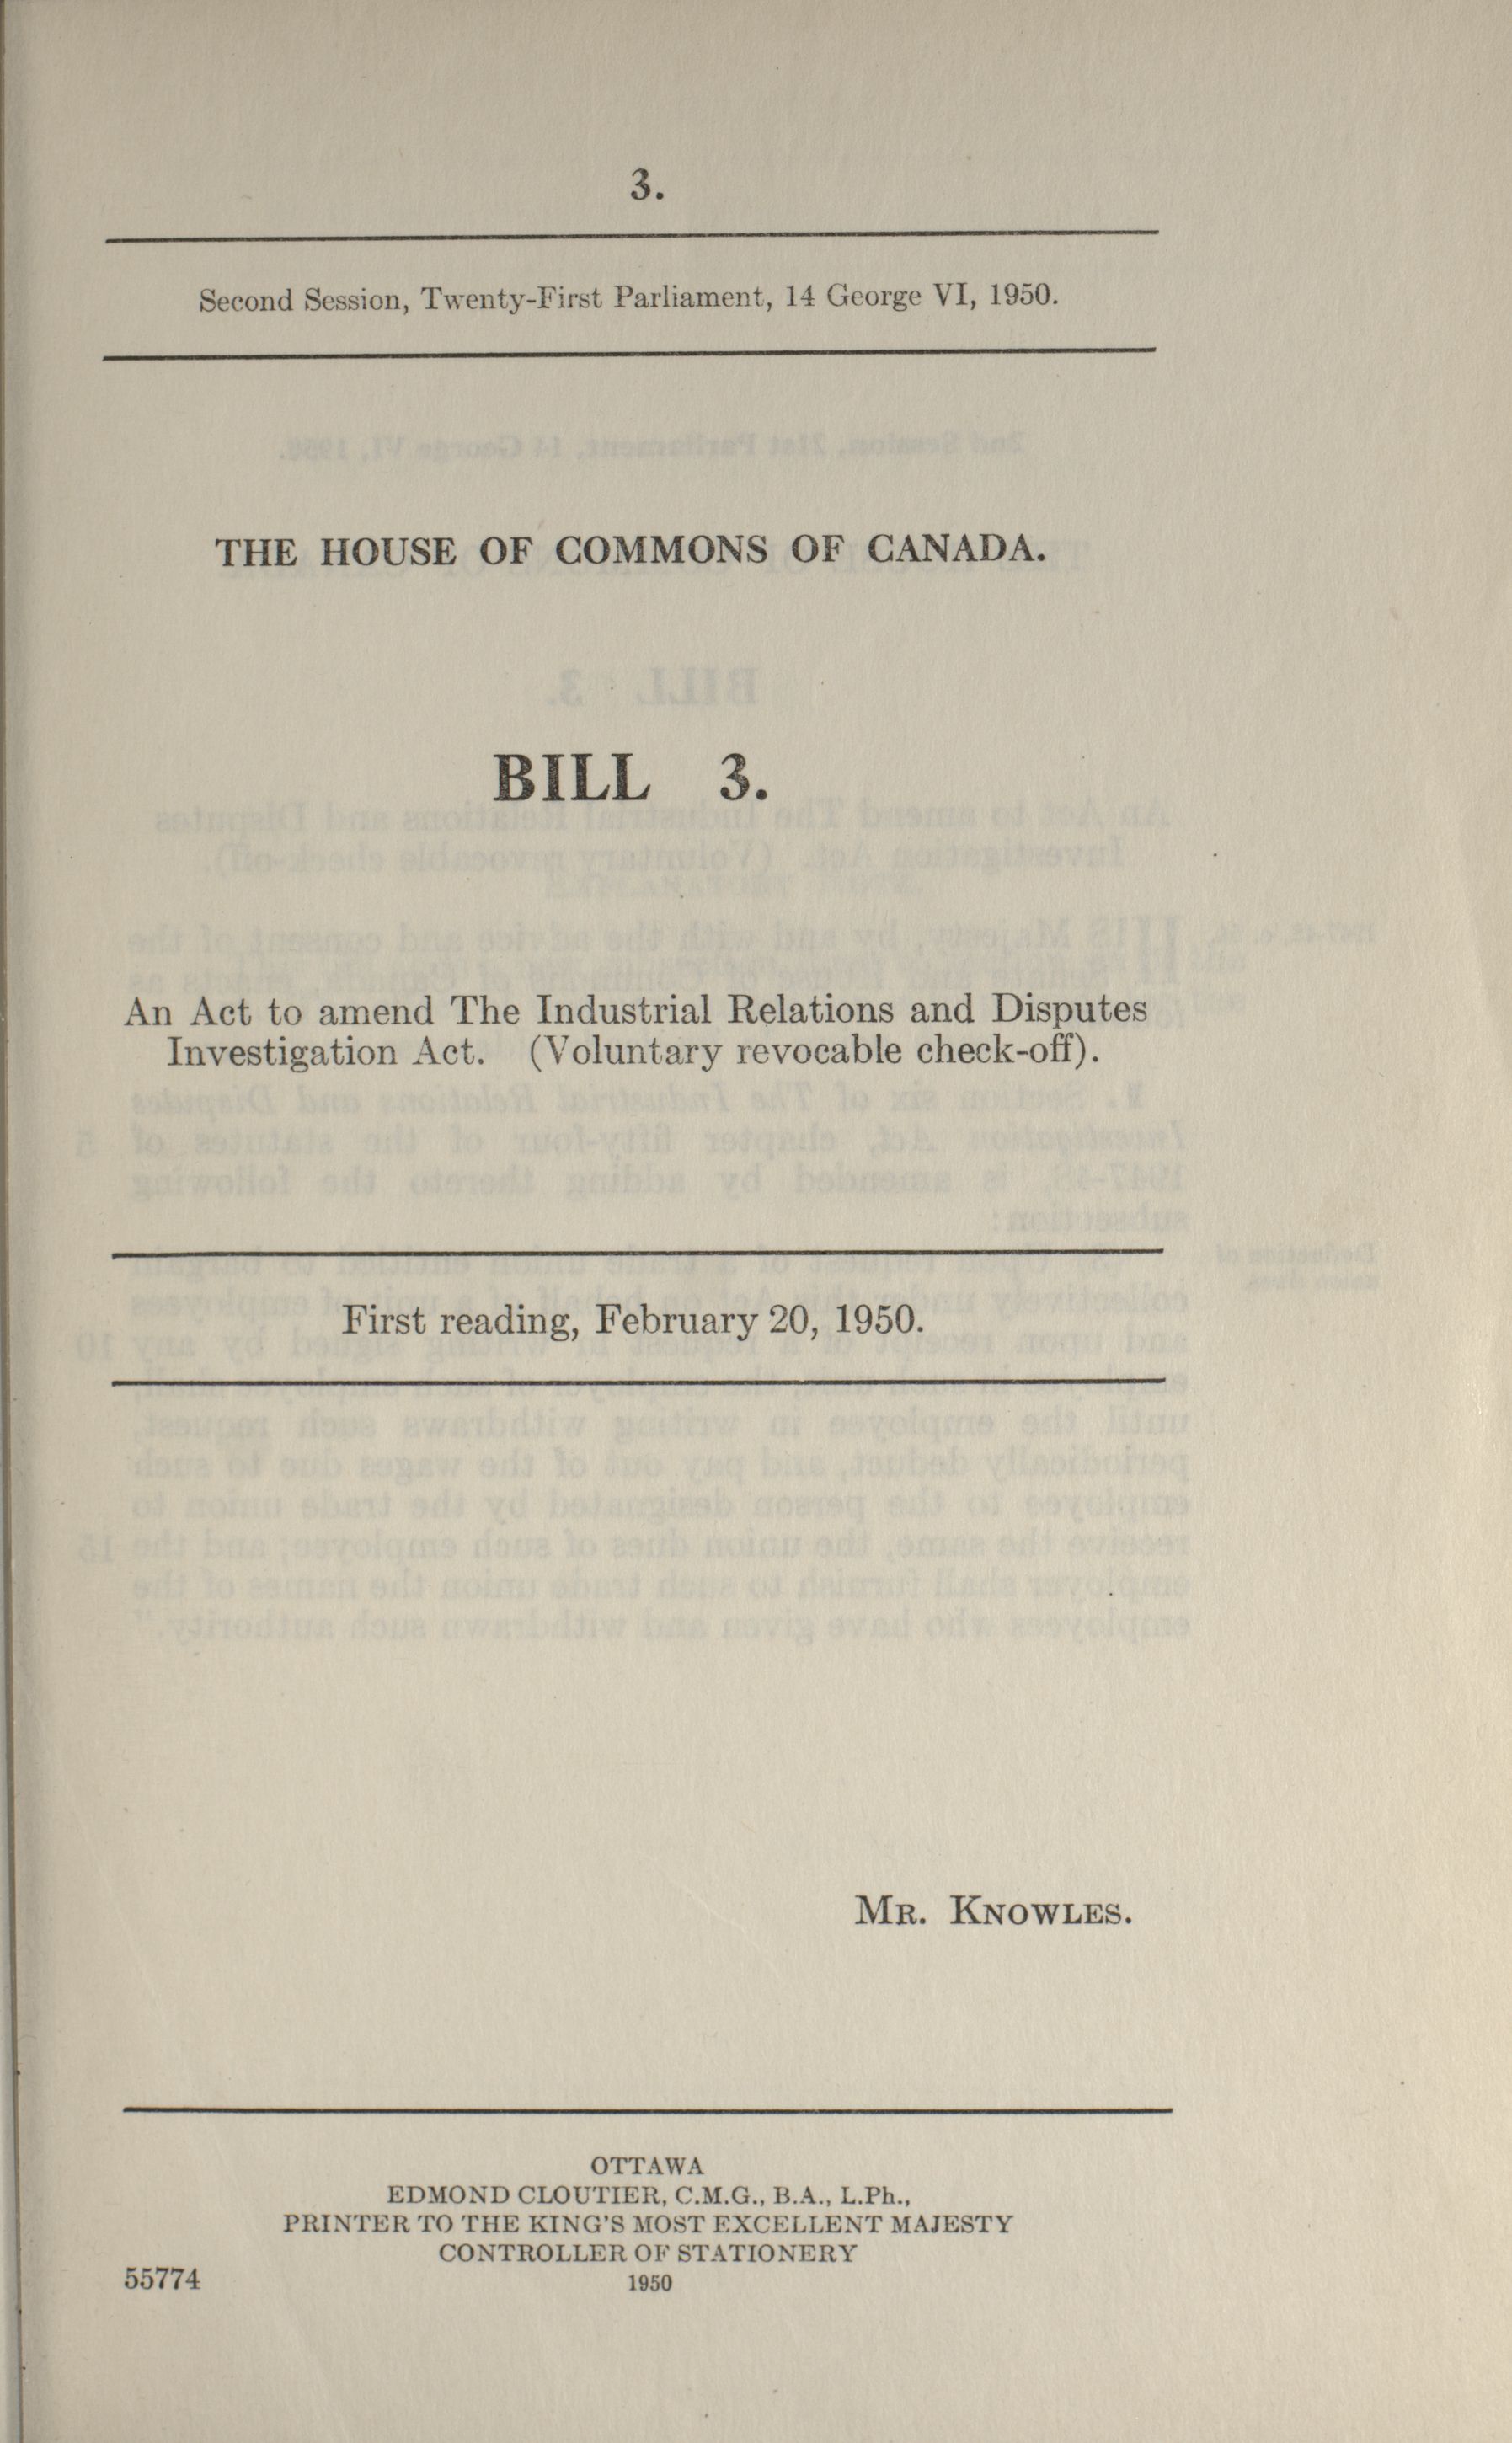 3.
Second Session, Twenty-First Parliament, 14 George VI, 1950.
THE HOUSE OF COMMONS OF CANADA.
BILL 3.
An Act to amend The Industrial Relations and Disputes
Investigation Act. (Voluntary revocable check-off).
First reading, February 20, 1950.
MR. KNOWLES.
OTTAWA
EDMOND CLOUTIER, C.M.G., B.A., L.Ph.,
PRINTER TO THE KING'S MOST EXCELLENT MAJESTY
CONTROLLER OF STATIONERY
55774
1950